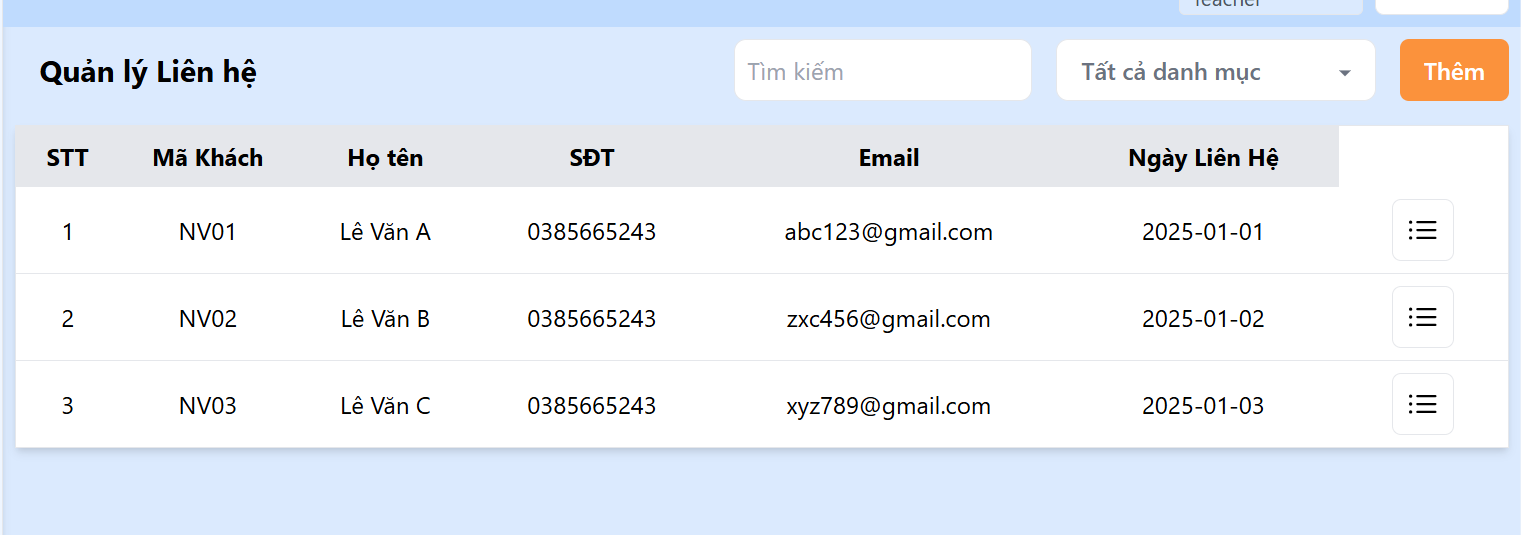 Teacher
Quản lý Liên hệ Tìm kiếm Tất cả danh mục Thêm
STT Mã Khách Họ tên SĐT Email Ngày Liên Hệ
1 NV01 Lê Văn A 0385665243 abc123@gmail.com 2025-01-01
2 NV02 Lê Văn B 0385665243 zxc456@gmail.com 2025-01-02
3 NV03 Lê Văn C 0385665243 xyz789@gmail.com 2025-01-03